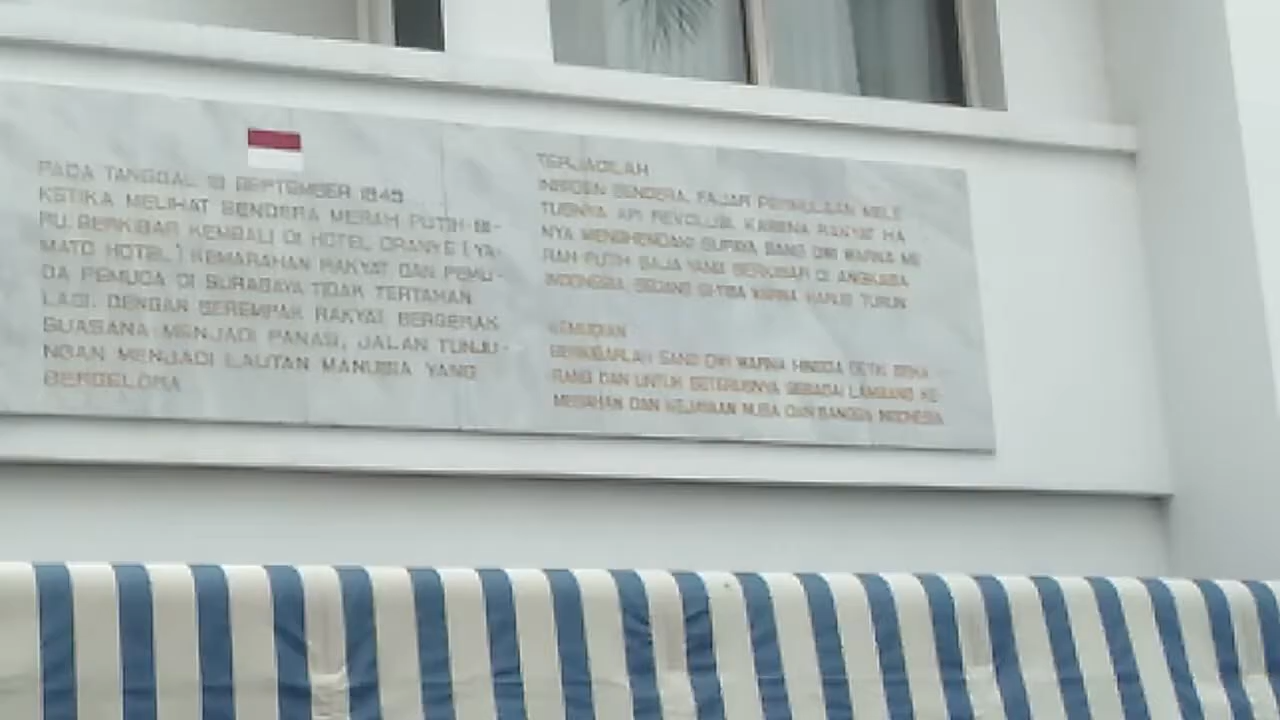 PADA TANGGAL 19 SEPTEMBER 1945
KETIKA MELIHAT BENDERA MERAH PUTIH BI-
RU BERKIBAR KEMBALI DI HOTEL ORANYE [YA-
MATO HOTEL] KEMARAHAN RAKYAT DAN PEMU-
DA PEMUDA DI SURABAYA TIDAK TERTAHAN
LAGI. DENGAN SEREMPAK RAKYAT BERGERAK
SUASANA MENJADI PANAS, JALAN TUNJU-
NGAN MENJADI LAUTAN MANUSIA YANG
BERGELORA
TERJADILAH
INSIDEN BENDERA, FAJAR PERMULAAN MELE
TUSNYA API REVOLUSI, KARENA RAKYAT HA
NYA MENGHENDAKI SUPAYA SANG DWI WARNA ME
RAH PUTIH SAJA YANG BERKIBAR DI ANGKASA
INDONESIA SEDANG WARNA HARUS TURUN
KEMUDIAN
BERKIBARLAH SANG DWI WARNA HINGGA DETIK SEKA
RANG DAN UNTUK SETERUSNYA SEBAGAI LAMBANG KE
MEGAHAN DAN KEJAYAAN NUSA DAN BANGSA INDONESIA